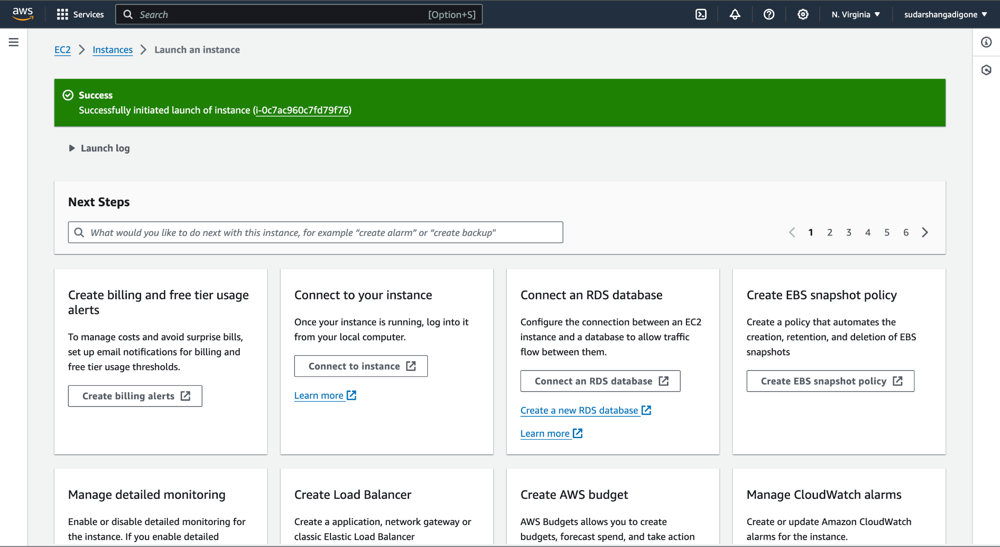 aws
Services
Search
[Option+S]
N. Virginia
sudarshangadigone
EC2
Instances
Launch an instance
Success
Successfully initiated launch of instance (i-0c7ac960c7fd79f76)
Launch log
Next Steps
What would you like to do next with this instance, for example “create alarm” or “create backup"
1 2 3 4 5 6
Create billing and free tier usage
alerts
To manage costs and avoid surprise bills,
set up email notifications for billing and
free tier usage thresholds.
Create billing alerts
Connect to your instance
Once your instance is running, log into it
from your local computer.
Connect to instance
Learn more
Connect an RDS database
Configure the connection between an EC2
instance and a database to allow traffic
flow between them.
Connect an RDS database
Create a new RDS database
Learn more
Create EBS snapshot policy
Create a policy that automates the
creation, retention, and deletion of EBS
snapshots
Create EBS snapshot policy
Manage detailed monitoring
Enable or disable detailed monitoring for
the instance. If you enable detailed
Create Load Balancer
Create a application, network gateway or
classic Elastic Load Balancer
Create AWS budget
AWS Budgets allows you to create
budgets, forecast spend, and take action
Manage CloudWatch alarms
Create or update Amazon CloudWatch
alarms for the instance.